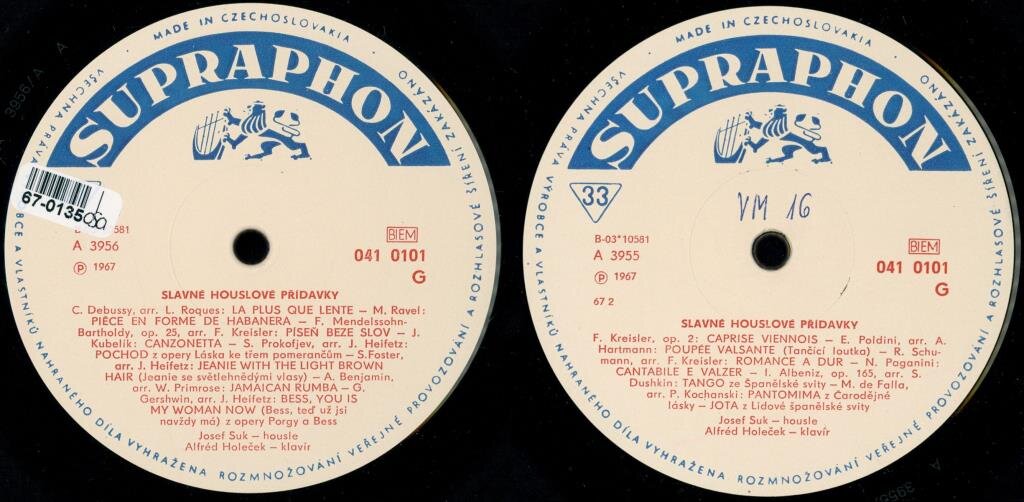 MADE IN CZECHOSLOVAKIA
SUPRAPHON
VŠECHNA PRÁVA VÝROBCE A VLASTNÍKŮ NAHRANÉHO DÍLA VYHRAŽENA ROZMNOŽOVÁNÍ VEŘEJNÉ PROVOZOVÁNÍ A ROZHLASOVÉ ŠÍŘENÍ ZAKÁZÁNO
67-0135
A 3956
BIEM
041 0101
G
Ⓟ 1967
SLAVNÉ HOUSLOVÉ PŘÍDAVKY
C. Debussy, arr. L. Roques: LA PLUS QUE LENTE – M. Ravel:
PIÈCE EN FORME DE HABANERA – F. Mendelssohn-
Bartholdy, op. 25, arr. F. Kreisler: PÍSEŇ BEZE SLOV – J.
Kubelík: CANZONETTA – S. Prokofjev, arr. J. Heifetz:
POCHOD z opery Láska ke třem pomerančům – S.Foster,
arr. J. Heifetz: JEANIE WITH THE LIGHT BROWN
HAIR (Jeanie se světlehnědými vlasy) – A. Benjamin,
arr. W. Primrose: JAMAICAN RUMBA – G.
Gershwin, arr. J. Heifetz: BESS, YOU IS
MY WOMAN NOW (Bess, teď už jsi
navždy má) z opery Porgy a Bess
Josef Suk – housle
Alfréd Holeček – klavír
MADE IN CZECHOSLOVAKIA
SUPRAPHON
VŠECHNA PRÁVA VÝROBCE A VLASTNÍKŮ NAHRANÉHO DÍLA VYHRAŽENA ROZMNOŽOVÁNÍ VEŘEJNÉ PROVOZOVÁNÍ A ROZHLASOVÉ ŠÍŘENÍ ZAKÁZÁNO
33
VM 16
B-03*10581
A 3955
BIEM
041 0101
G
Ⓟ 1967
67 2
SLAVNÉ HOUSLOVÉ PŘÍDAVKY
F. Kreisler, op. 2: CAPRISE VIENNOIS – E. Poldini, arr. A.
Hartmann: POUPÉE VALSANTE (Tančící loutka) – R. Schu-
mann, arr. F. Kreisler: ROMANCE A DUR – N. Paganini:
CANTABILE E VALZER – I. Albeniz, op. 165, arr. S.
Dushkin: TANGO ze Španělské svity – M. de Falla,
arr. P. Kochanski: PANTOMIMA z Čarodějné
lásky – JOTA z Lidové španělské svity
Josef Suk – housle
Alfréd Holeček – klavír